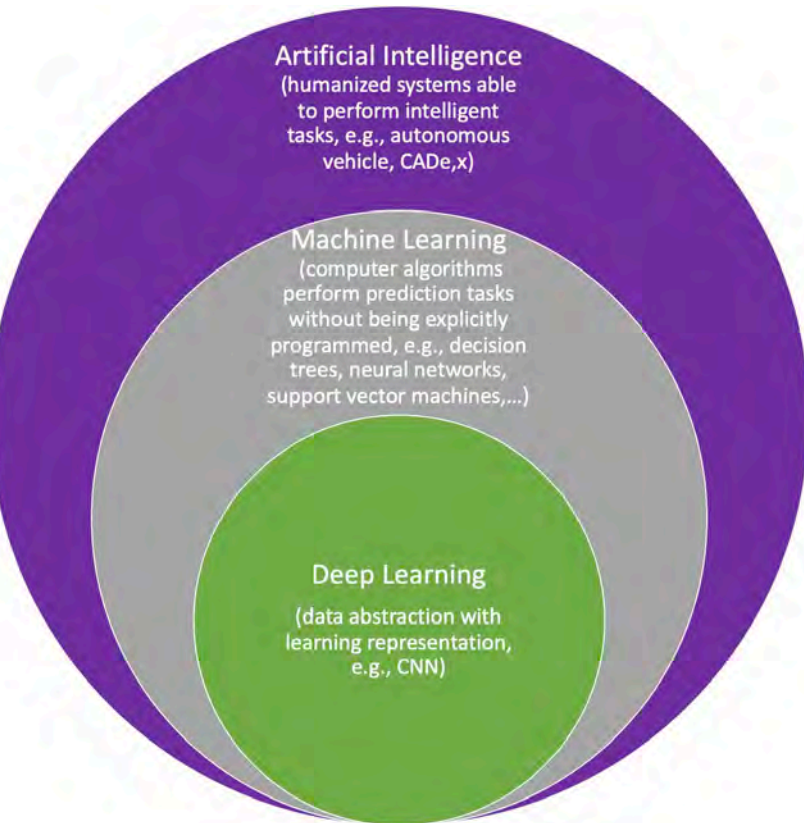 Artificial Intelligence
(humanized systems able
to perform intelligent
tasks, e.g., autonomous
vehicle, CADe,x)
Machine Learning
(computer algorithms
perform prediction tasks
without being explicitly
programmed, e.g., decision
trees, neural networks,
support vector machines,...)
Deep Learning
(data abstraction with
learning representation,
e.g., CNN)